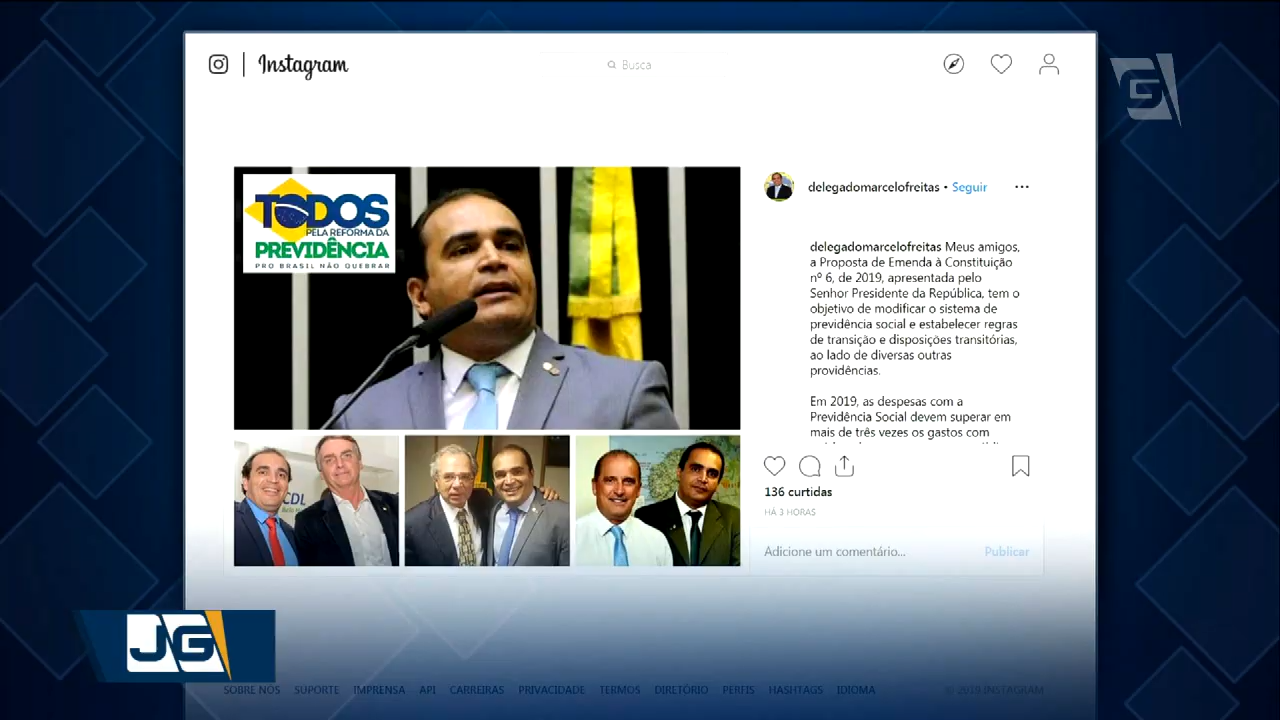 Instagram
Busca
TODOS
PELA REFORMA DA
PREVIDÊNCIA
PRO BRASIL NÃO QUEBRAR
delegadomarcelofreitas • Seguir
delegadomarcelofreitas Meus amigos,
a Proposta de Emenda à Constituição
nº 6, de 2019, apresentada pelo
Senhor Presidente da República, tem o
objetivo de modificar o sistema de
previdência social e estabelecer regras
de transição e disposições transitórias,
ao lado de diversas outras
providências.
Em 2019, as despesas com a
Previdência Social devem superar em
mais de três vezes os gastos com
CDL
136 curtidas
HÁ 3 HORAS
Adicione um comentário...
Publicar
JG
SOBRE NÓS SUPORTE IMPRENSA API CARREIRAS PRIVACIDADE TERMOS DIRETÓRIO PERFIS HASHTAGS IDIOMA
© 2019 INSTAGRAM